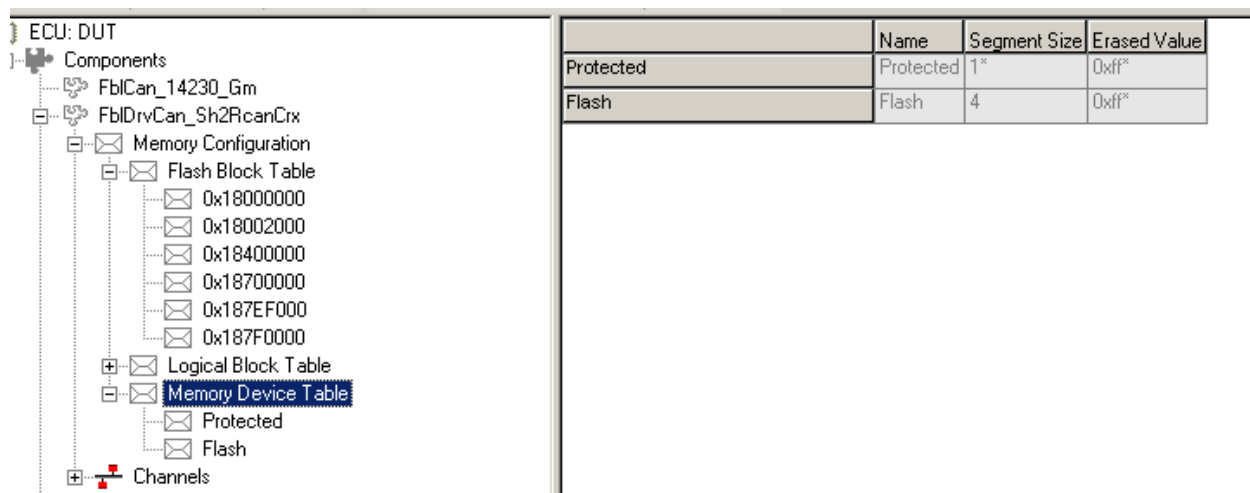 ECU: DUT
Components
FblCan_14230_Gm
FblDrvCan_Sh2RcanCrx
Memory Configuration
Flash Block Table
0x18000000
0x18002000
0x18400000
0x18700000
0x187EF000
0x187F0000
Logical Block Table
Memory Device Table
Protected
Flash
Channels
Name Segment Size Erased Value
Protected Protected 1* 0xff*
Flash Flash 4 0xff*